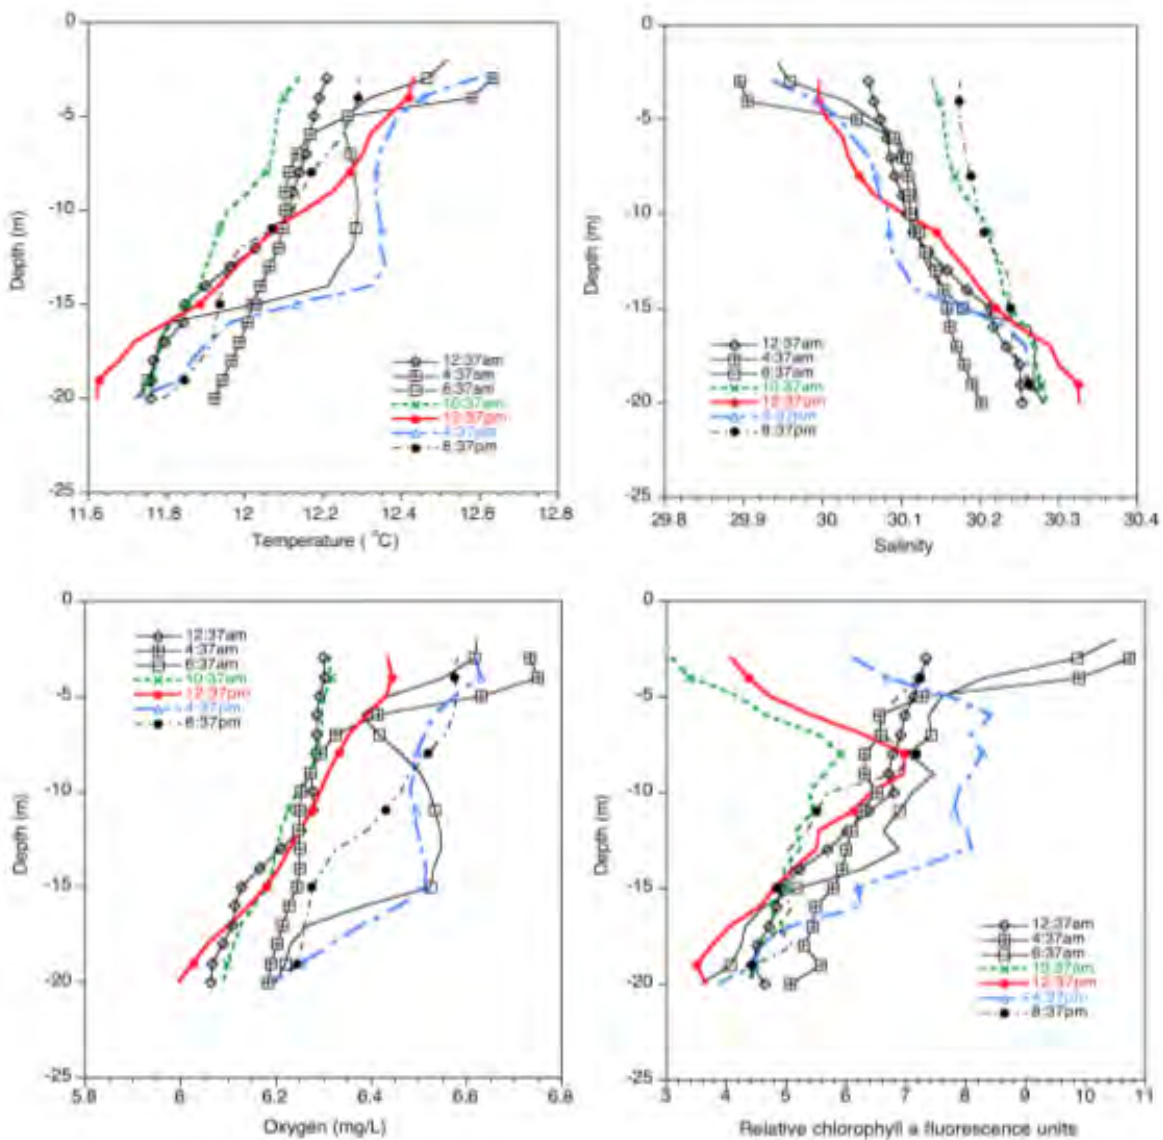 0
-5
-10
-15
-20
-25
Depth (m)
11.6 11.8 12 12.2 12.4 12.6 12.8
Temperature ( °C)
12:37am
4:37am
6:37am
10:37am
12:37pm
4:37pm
8:37pm
0
-5
-10
-15
-20
-25
Depth (m)
29.8 29.9 30 30.1 30.2 30.3 30.4
Salinity
12:37am
4:37am
6:37am
10:37am
12:37pm
4:37pm
8:37pm
0
-5
-10
-15
-20
-25
Depth (m)
5.8 6 6.2 6.4 6.6 6.8
Oxygen (mg/L)
12:37am
4:37am
6:37am
10:37am
12:37pm
4:37pm
8:37pm
0
-5
-10
-15
-20
-25
Depth (m)
3 4 5 6 7 8 9 10 11
Relative chlorophyll a fluorescence units
12:37am
4:37am
6:37am
10:37am
12:37pm
4:37pm
8:37pm